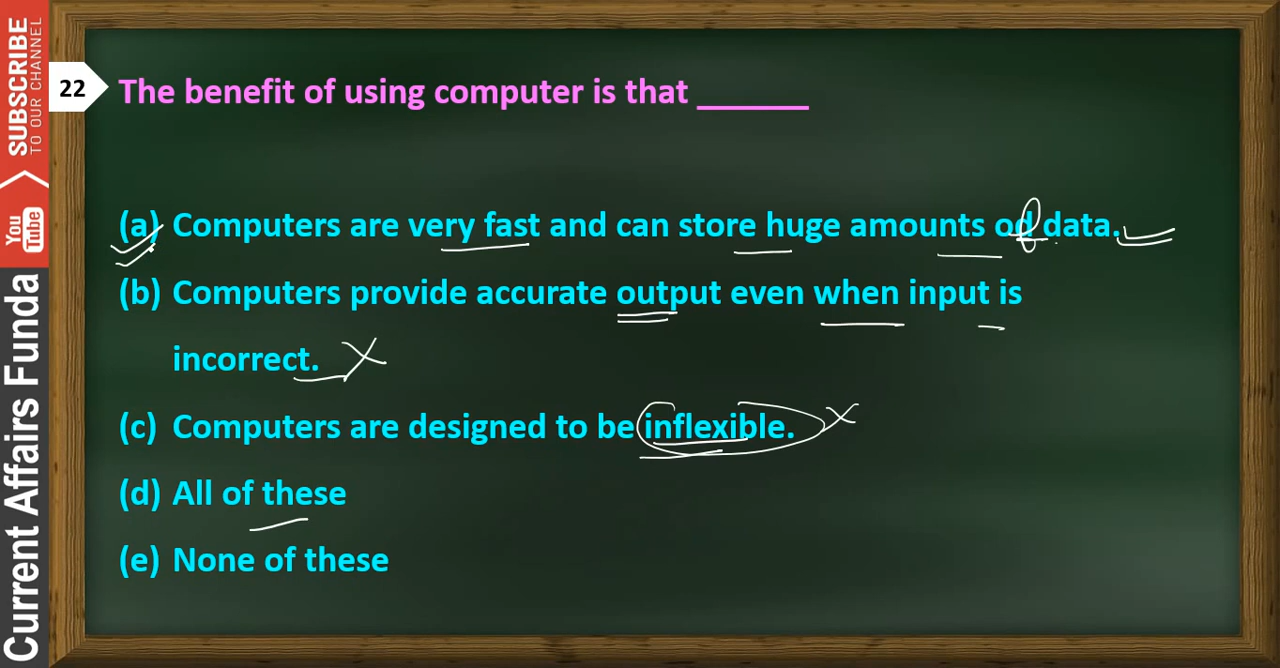 SUBSCRIBE
TO OUR CHANNEL
You
Tube
Current Affairs Funda
22
The benefit of using computer is that _______
(a) Computers are very fast and can store huge amounts od data.
f
(b) Computers provide accurate output even when input is
incorrect.
(c) Computers are designed to be inflexible.
(d) All of these
(e) None of these